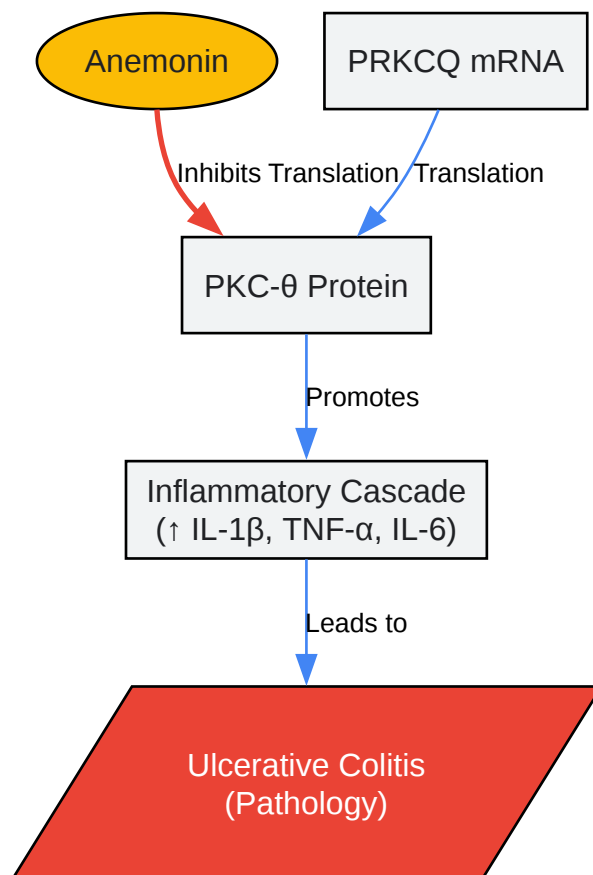 Anemonin
PRKCQ mRNA
Inhibits Translation
Translation
PKC-θ Protein
Promotes
Inflammatory Cascade
(↑ IL-1β, TNF-α, IL-6)
Leads to
Ulcerative Colitis
(Pathology)